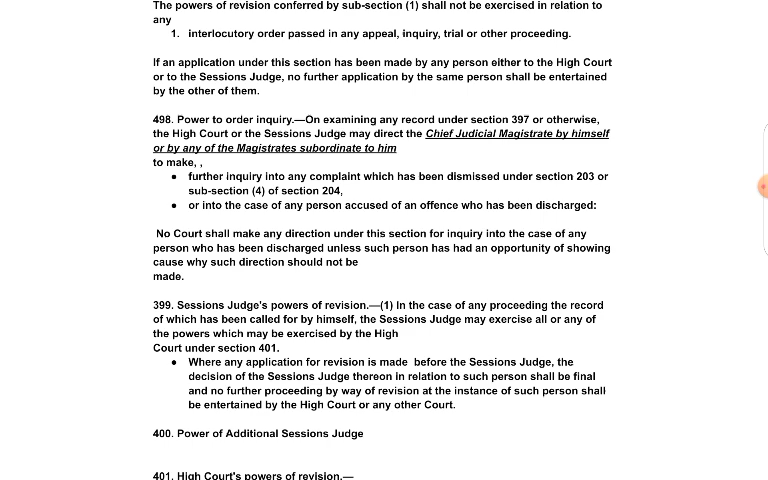 The powers of revision conferred by sub-section (1) shall not be exercised in relation to
any
1. interlocutory order passed in any appeal, inquiry, trial or other proceeding.
If an application under this section has been made by any person either to the High Court
or to the Sessions Judge, no further application by the same person shall be entertained
by the other of them.
498. Power to order inquiry.—On examining any record under section 397 or otherwise,
the High Court or the Sessions Judge may direct the Chief Judicial Magistrate by himself
or by any of the Magistrates subordinate to him
to make, ,
● further inquiry into any complaint which has been dismissed under section 203 or
sub-section (4) of section 204,
● or into the case of any person accused of an offence who has been discharged:
No Court shall make any direction under this section for inquiry into the case of any
person who has been discharged unless such person has had an opportunity of showing
cause why such direction should not be
made.
399. Sessions Judge's powers of revision.—(1) In the case of any proceeding the record
of which has been called for by himself, the Sessions Judge may exercise all or any of
the powers which may be exercised by the High
Court under section 401.
● Where any application for revision is made before the Sessions Judge, the
decision of the Sessions Judge thereon in relation to such person shall be final
and no further proceeding by way of revision at the instance of such person shall
be entertained by the High Court or any other Court.
400. Power of Additional Sessions Judge
401. High Court's powers of revision.—